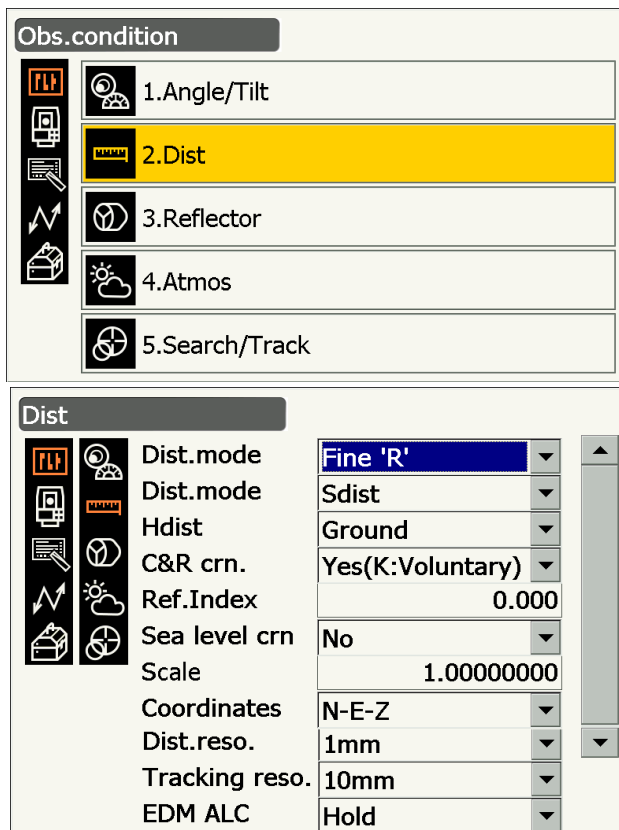 Obs.condition
1.Angle/Tilt
2.Dist
3.Reflector
4.Atmos
5.Search/Track
Dist
Dist.mode Fine 'R'
Dist.mode Sdist
Hdist Ground
C&R crn. Yes(K:Voluntary)
Ref.Index 0.000
Sea level crn No
Scale 1.00000000
Coordinates N-E-Z
Dist.reso. 1mm
Tracking reso. 10mm
EDM ALC Hold